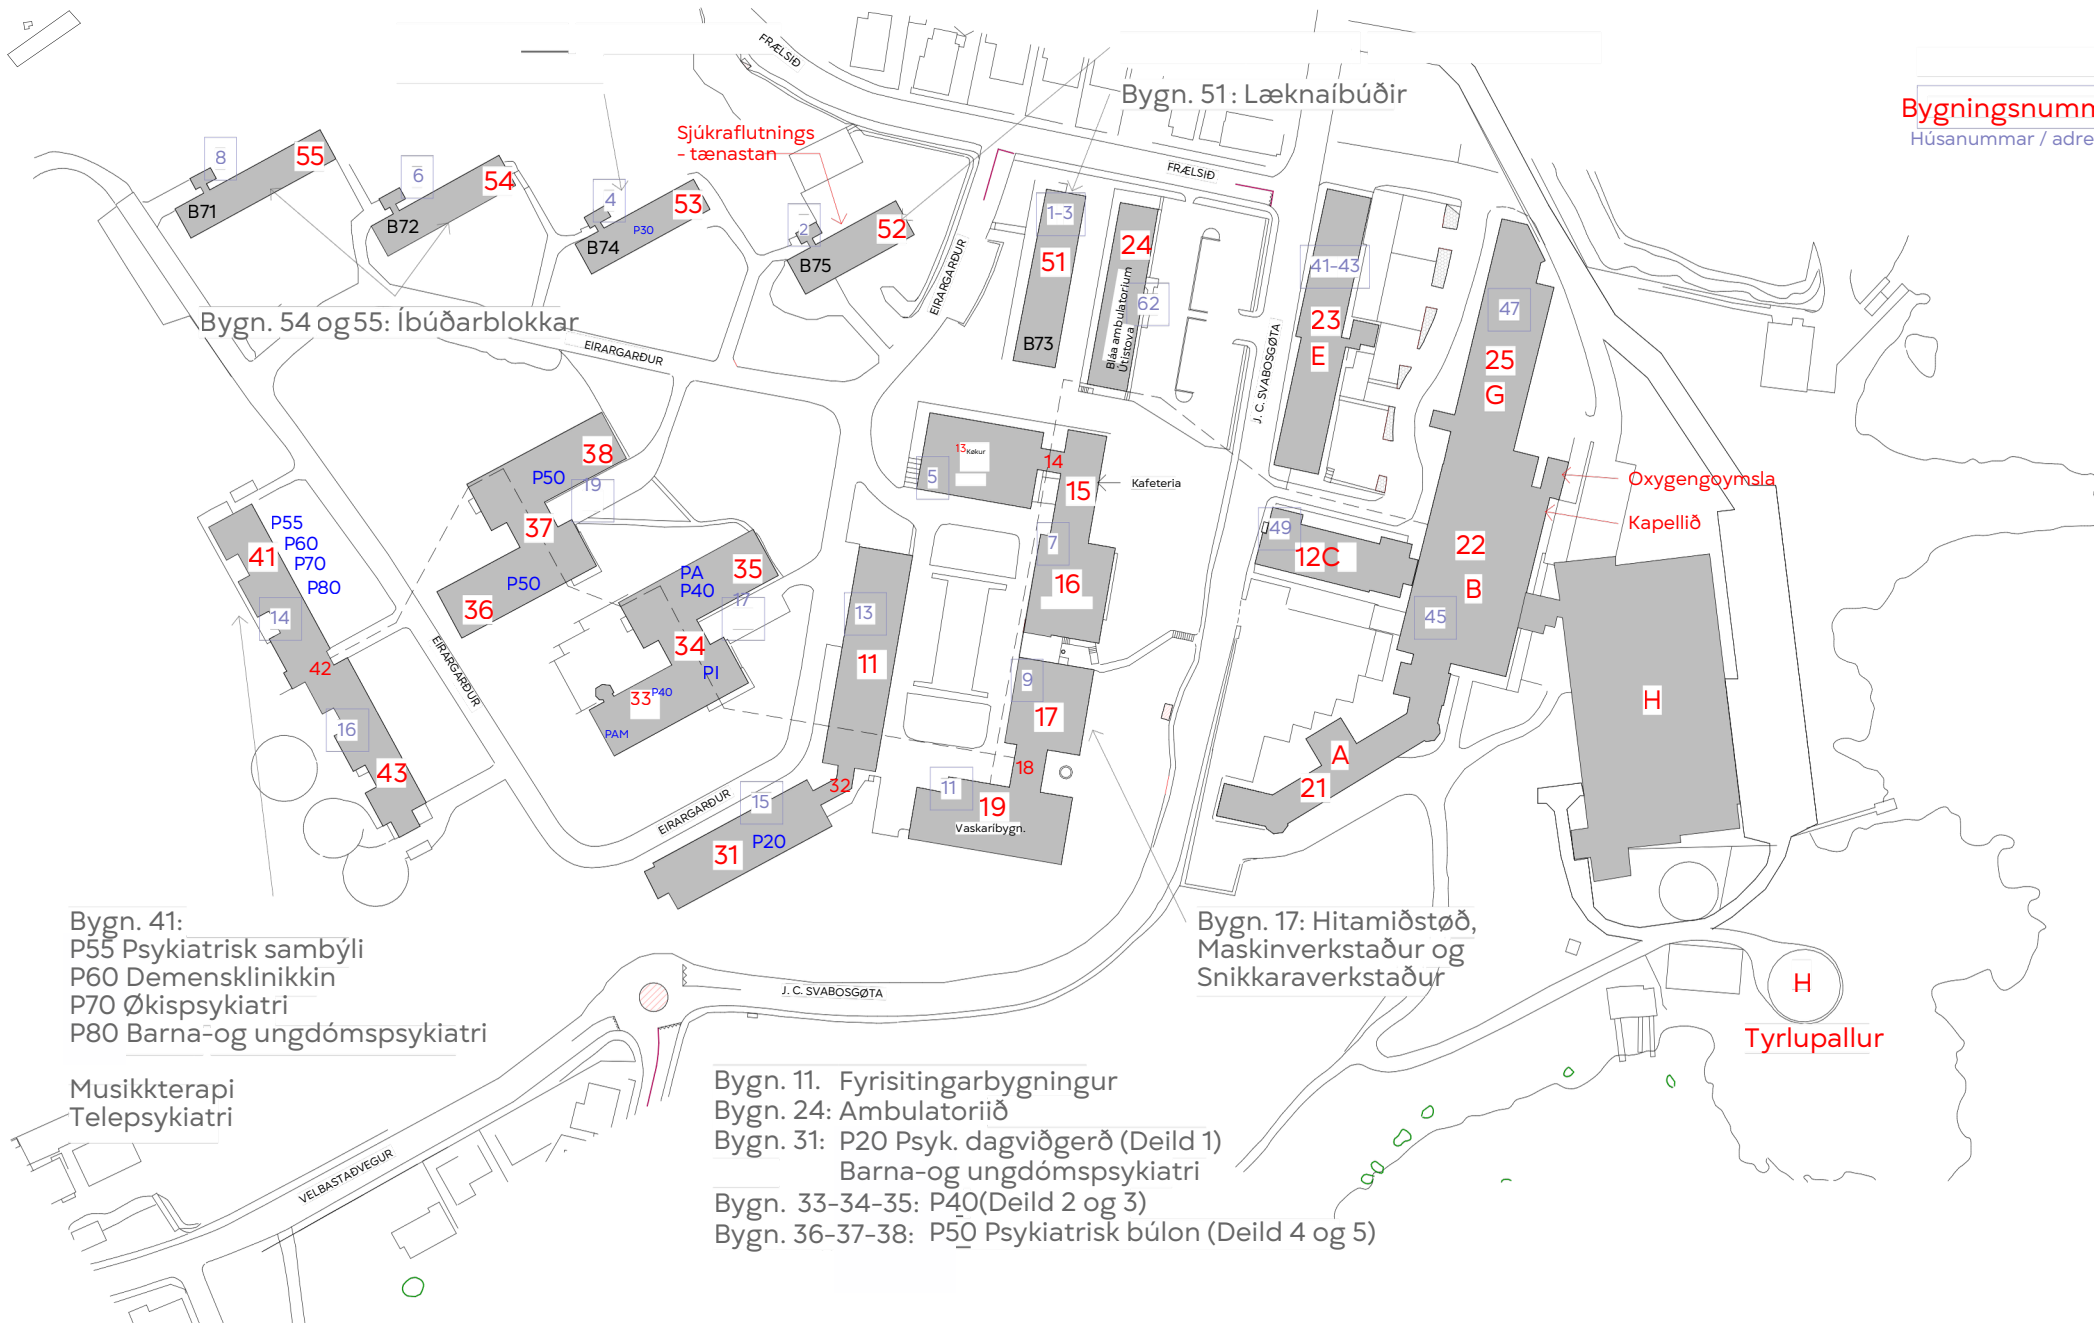 FRÆLSIÐ
Bygn. 51: Læknaíbúðir
Bygningsnumm
Húsanummar / adre
Sjúkraflutnings
- tænastan
FRÆLSIÐ
8
55
B71
6
54
B72
4
53
P30
B74
2
52
B75
1-3
51
B73
24
62
Bláa ambulatorium
Útistova
41-43
23
E
47
25
G
EIRARGARÐUR
J. C. SVABOSGØTA
Bygn. 54 og 55: Íbúðarblokkar
EIRARGARÐUR
38
P50
19
37
P50
36
13 Køkur
5
14
15
Kafeteria
7
16
Oxygengoymsla
Kapellið
49
12C
22
B
45
P55
P60
P70
P80
41
14
42
16
43
EIRARGARÐUR
PA
P40
35
17
34
PI
33 P40
PAM
13
11
9
17
18
11
19
Vaskaribygn.
32
15
EIRARGARÐUR
31
P20
H
A
21
Bygn. 41:
P55 Psykiatrisk sambýli
P60 Demensklinikkin
P70 Økispsykiatri
P80 Barna-og ungdómspsykiatri
Musikkterapi
Telepsykiatri
Bygn. 17: Hitamiðstøð,
Maskinverkstaður og
Snikkaraverkstaður
J. C. SVABOSGØTA
H
Tyrlupallur
VELBASTAÐVEGUR
Bygn. 11. Fyrisitingarbygningur
Bygn. 24: Ambulatoriið
Bygn. 31: P20 Psyk. dagviðgerð (Deild 1)
Barna-og ungdómspsykiatri
Bygn. 33-34-35: P40(Deild 2 og 3)
Bygn. 36-37-38: P50 Psykiatrisk búlon (Deild 4 og 5)